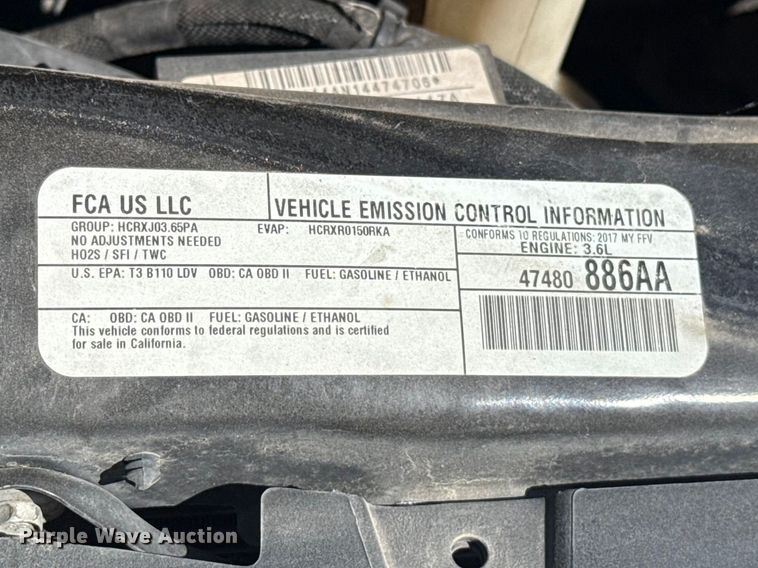 AN14474706*
FCA US LLC
VEHICLE EMISSION CONTROL INFORMATION
GROUP: HCRXJ03.65PA EVAP: HCRXR0150RKA
NO ADJUSTMENTS NEEDED
HO2S / SFI / TWC
CONFORMS TO REGULATIONS: 2017 MY FFV
ENGINE: 3.6L
U.S. EPA: T3 B110 LDV OBD: CA OBD II FUEL: GASOLINE / ETHANOL
47480 886AA
CA: OBD: CA OBD II FUEL: GASOLINE / ETHANOL
This vehicle conforms to federal regulations and is certified
for sale in California.
Purple Wave Auction